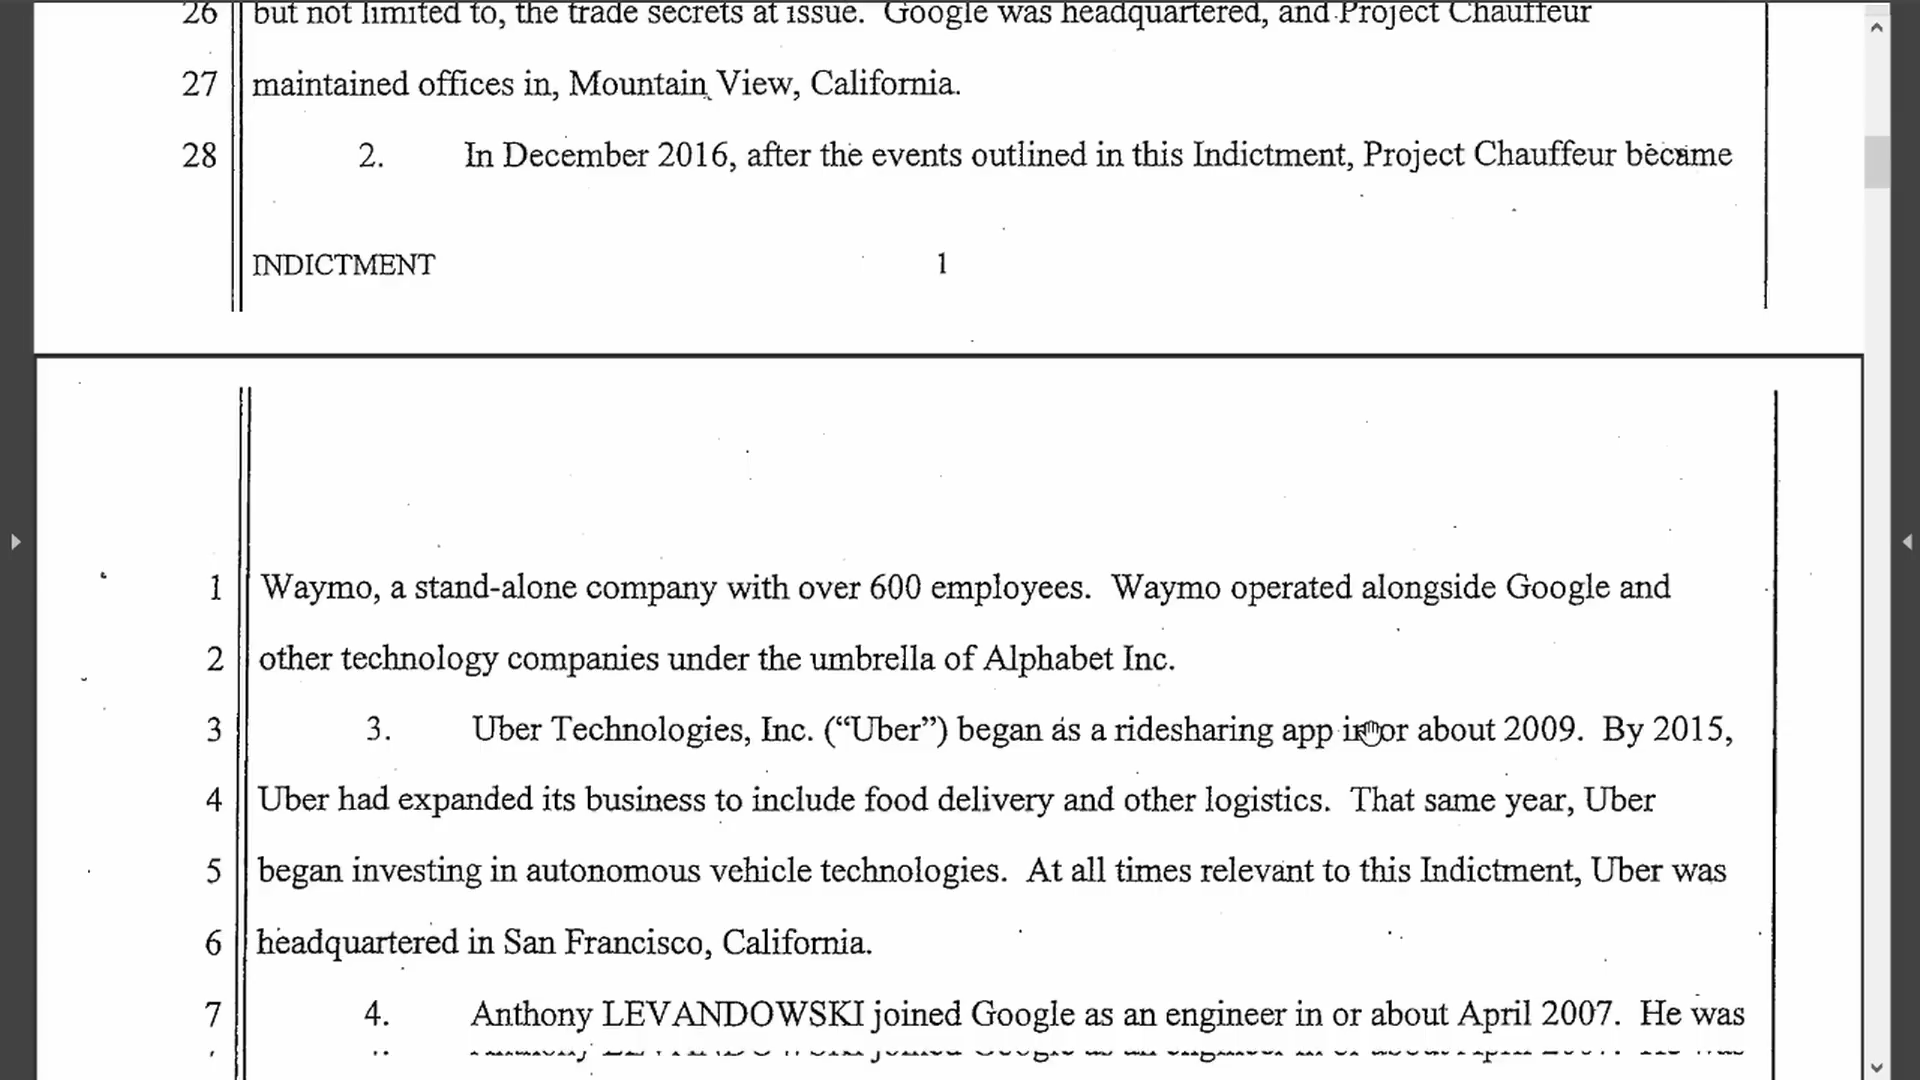 26 but not limited to, the trade secrets at issue. Google was headquartered, and Project Chauffeur
27 maintained offices in, Mountain View, California.
28 2. In December 2016, after the events outlined in this Indictment, Project Chauffeur became
INDICTMENT 1
1 Waymo, a stand-alone company with over 600 employees. Waymo operated alongside Google and
2 other technology companies under the umbrella of Alphabet Inc.
3 3. Uber Technologies, Inc. (“Uber”) began as a ridesharing app in or about 2009. By 2015,
4 Uber had expanded its business to include food delivery and other logistics. That same year, Uber
5 began investing in autonomous vehicle technologies. At all times relevant to this Indictment, Uber was
6 headquartered in San Francisco, California.
7 4. Anthony LEVANDOWSKI joined Google as an engineer in or about April 2007. He was